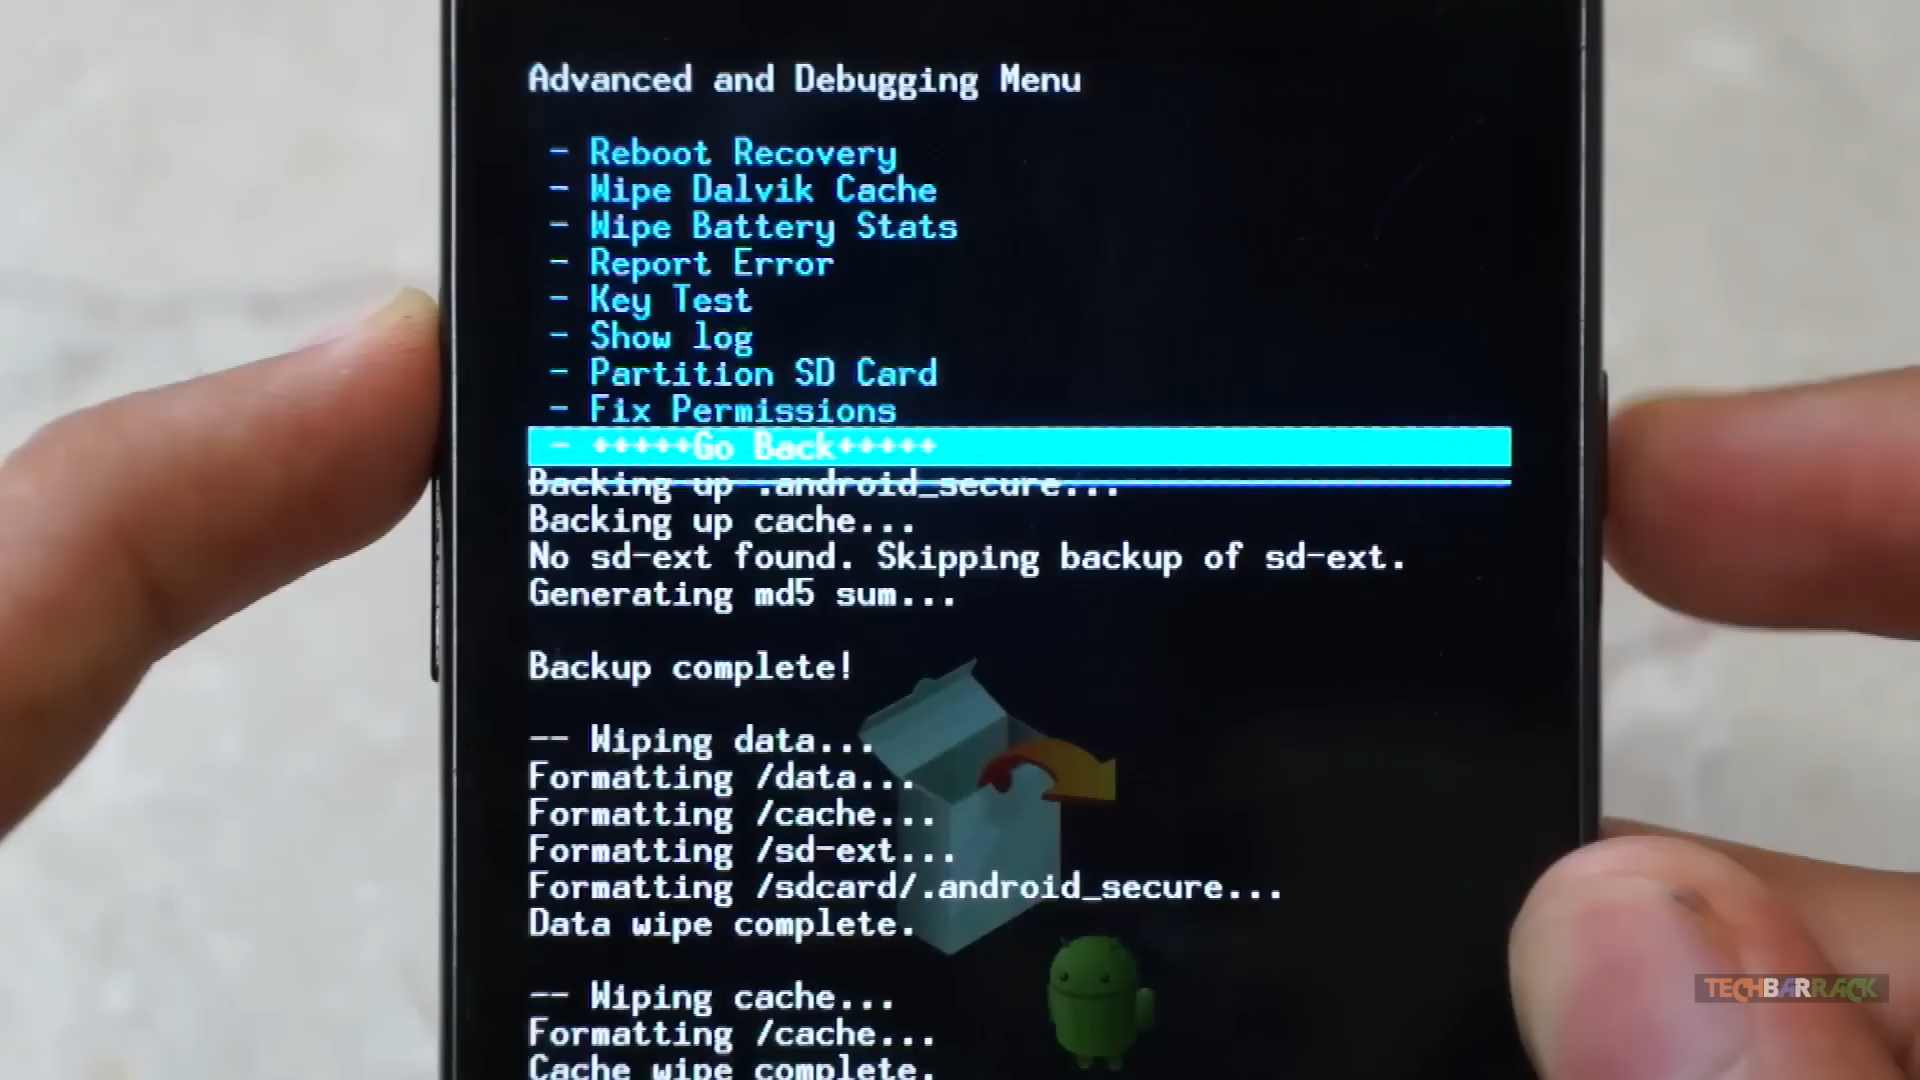 Advanced and Debugging Menu
- Reboot Recovery
- Wipe Dalvik Cache
- Wipe Battery Stats
- Report Error
- Key Test
- Show log
- Partition SD Card
- Fix Permissions
- +++++Go Back+++++
Backing up .android_secure...
Backing up cache...
No sd-ext found. Skipping backup of sd-ext.
Generating md5 sum...
Backup complete!
-- Wiping data...
Formatting /data...
Formatting /cache...
Formatting /sd-ext...
Formatting /sdcard/.android_secure...
Data wipe complete.
-- Wiping cache...
Formatting /cache...
Cache wipe complete.
TECHBARRACK